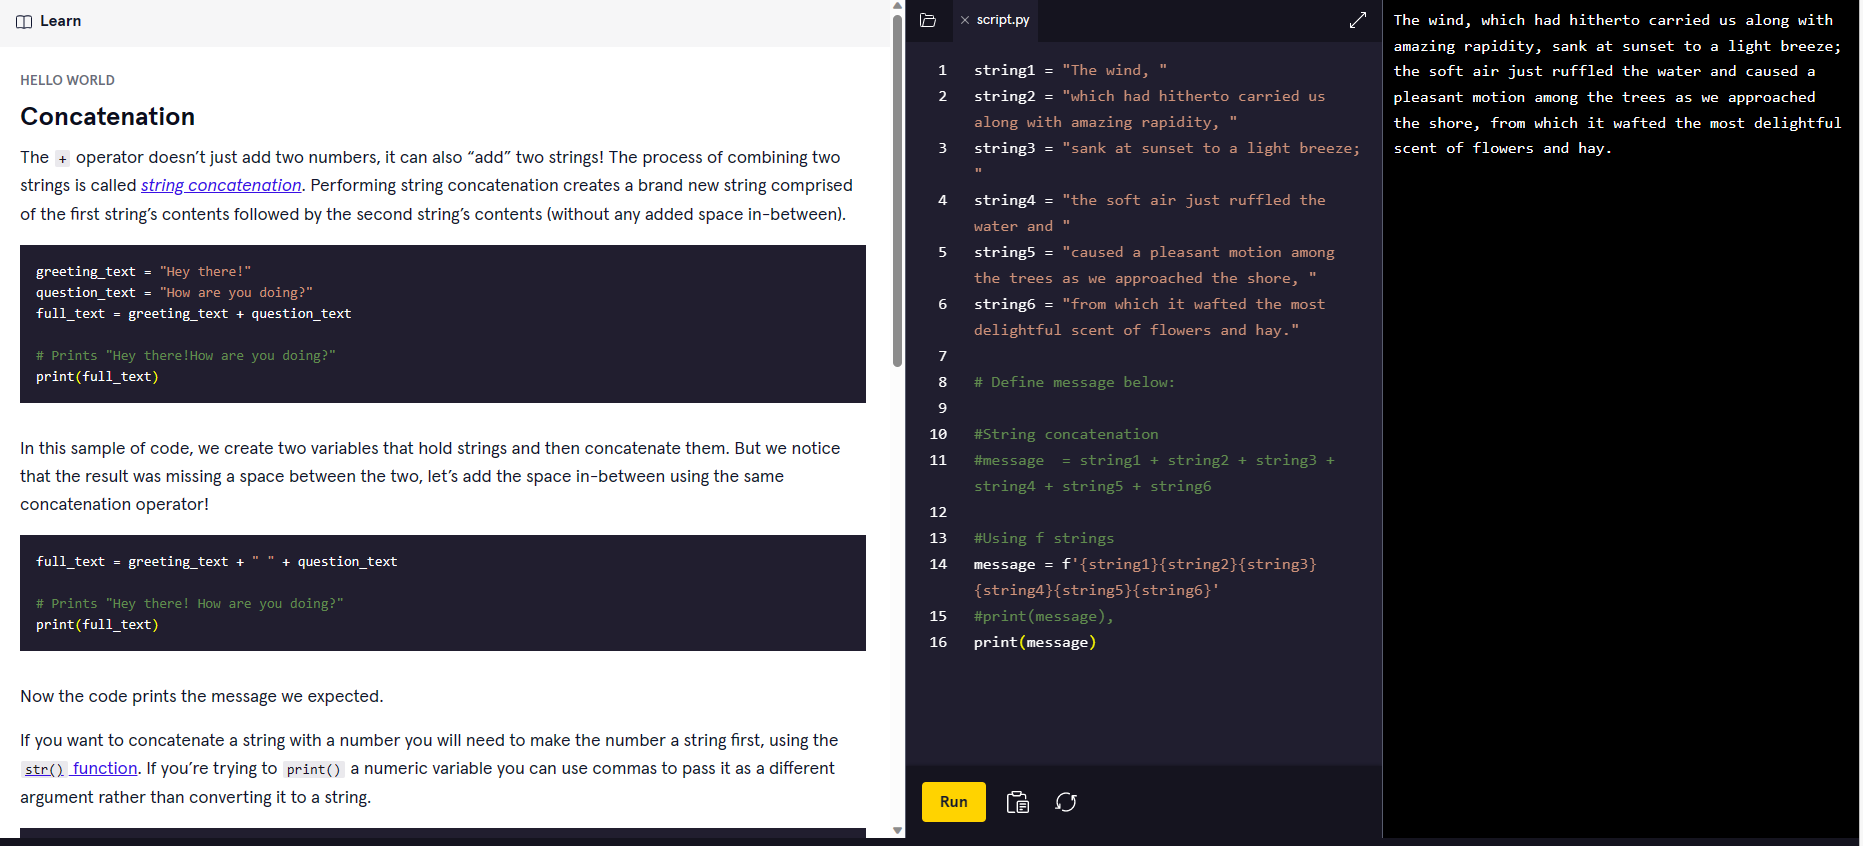 Learn
HELLO WORLD
Concatenation
The + operator doesn’t just add two numbers, it can also “add” two strings! The process of combining two
strings is called string concatenation. Performing string concatenation creates a brand new string comprised
of the first string’s contents followed by the second string’s contents (without any added space in-between).
greeting_text = "Hey there!"
question_text = "How are you doing?"
full_text = greeting_text + question_text
# Prints "Hey there!How are you doing?"
print(full_text)
In this sample of code, we create two variables that hold strings and then concatenate them. But we notice
that the result was missing a space between the two, let’s add the space in-between using the same
concatenation operator!
full_text = greeting_text + " " + question_text
# Prints "Hey there! How are you doing?"
print(full_text)
Now the code prints the message we expected.
If you want to concatenate a string with a number you will need to make the number a string first, using the
str() function. If you’re trying to print() a numeric variable you can use commas to pass it as a different
argument rather than converting it to a string.
script.py
1 string1 = "The wind, "
2 string2 = "which had hitherto carried us
along with amazing rapidity, "
3 string3 = "sank at sunset to a light breeze;
"
4 string4 = "the soft air just ruffled the
water and "
5 string5 = "caused a pleasant motion among
the trees as we approached the shore, "
6 string6 = "from which it wafted the most
delightful scent of flowers and hay."
7
8 # Define message below:
9
10 #String concatenation
11 #message  = string1 + string2 + string3 +
string4 + string5 + string6
12
13 #Using f strings
14 message = f'{string1}{string2}{string3}
{string4}{string5}{string6}'
15 #print(message),
16 print(message)
Run
The wind, which had hitherto carried us along with
amazing rapidity, sank at sunset to a light breeze;
the soft air just ruffled the water and caused a
pleasant motion among the trees as we approached
the shore, from which it wafted the most delightful
scent of flowers and hay.